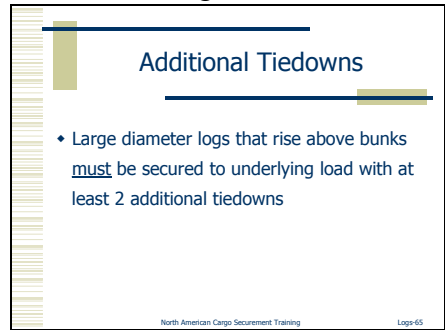 Additional Tiedowns
◆ Large diameter logs that rise above bunks
must be secured to underlying load with at
least 2 additional tiedowns
North American Cargo Securement Training Logs-65